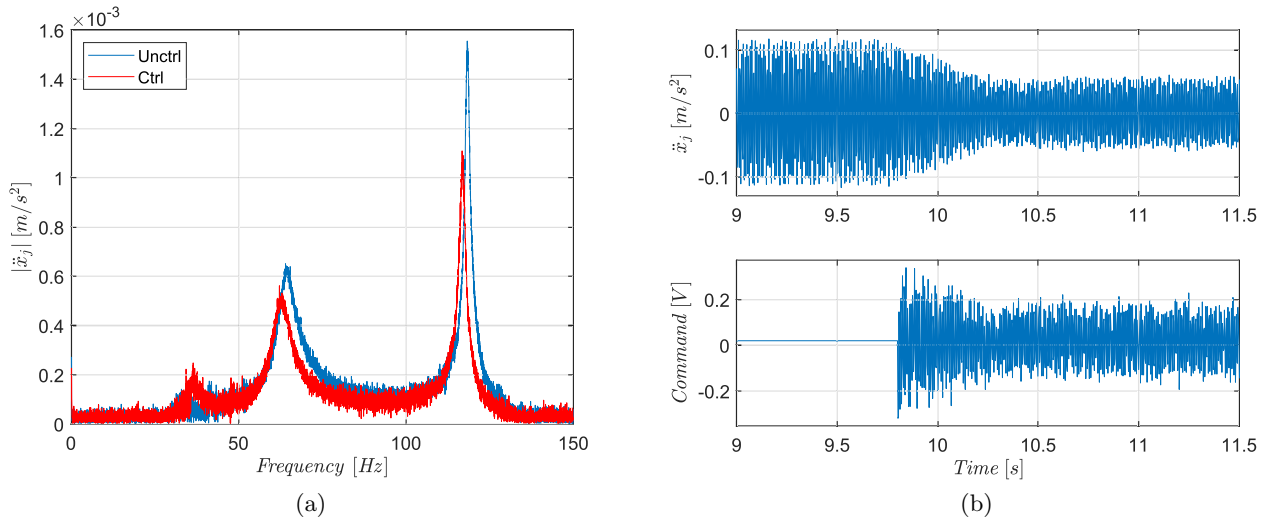 ×10⁻³
1.6
1.4
1.2
1
0.8
0.6
0.4
0.2
0
|ẍⱼ| [m/s²]
Unctrl
Ctrl
0 50 100 150
Frequency [Hz]
(a)
0.1
0
-0.1
ẍⱼ [m/s²]
9 9.5 10 10.5 11 11.5
0.2
0
-0.2
Command [V]
9 9.5 10 10.5 11 11.5
Time [s]
(b)